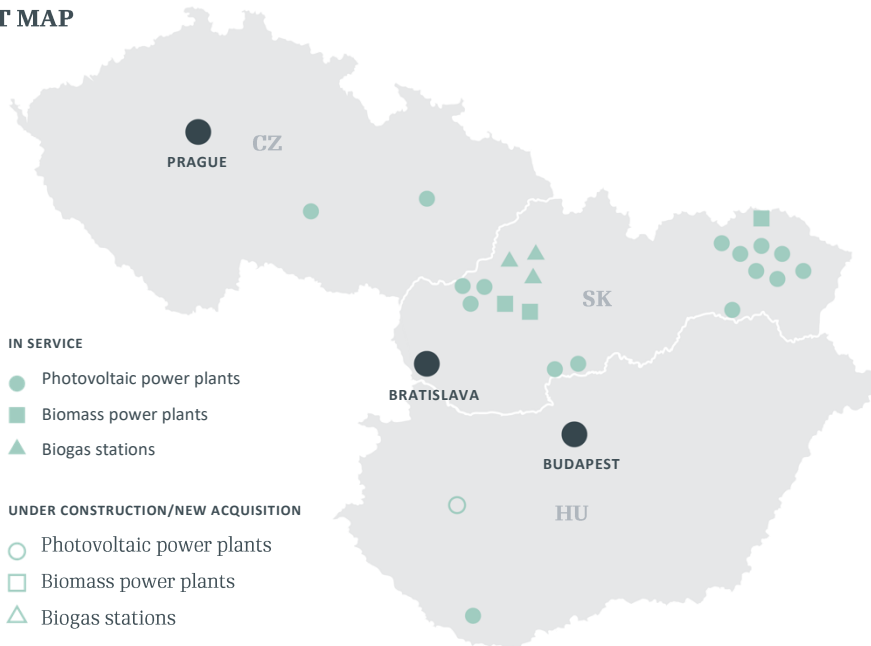 T MAP
CZ
PRAGUE
SK
IN SERVICE
Photovoltaic power plants
Biomass power plants
Biogas stations
BRATISLAVA
BUDAPEST
HU
UNDER CONSTRUCTION/NEW ACQUISITION
Photovoltaic power plants
Biomass power plants
Biogas stations